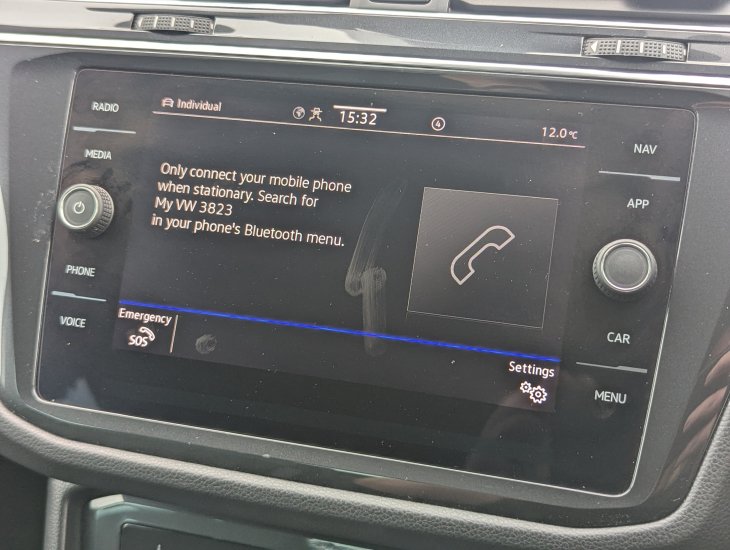 RADIO
MEDIA
PHONE
VOICE
Individual
15:32
4
12.0 °C
Only connect your mobile phone
when stationary. Search for
My VW 3823
in your phone's Bluetooth menu.
Emergency
SOS
Settings
NAV
APP
CAR
MENU